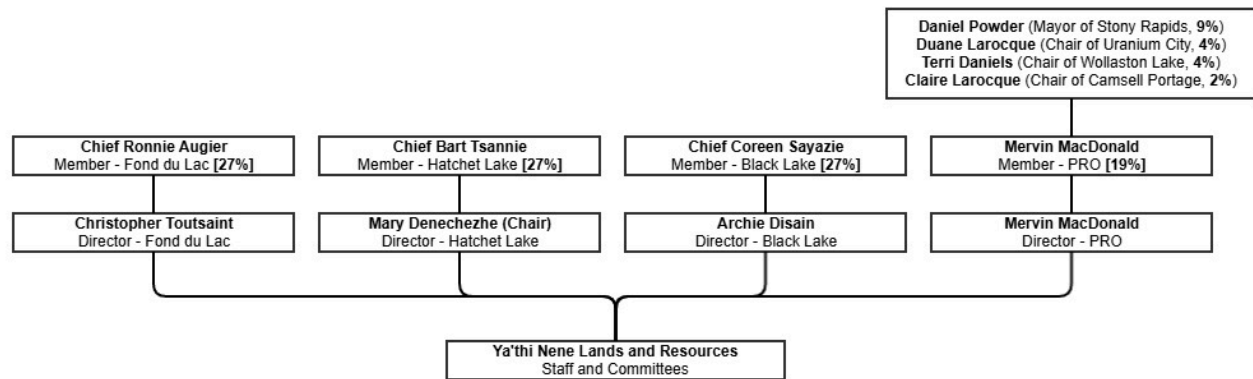 Daniel Powder (Mayor of Stony Rapids, 9%)
Duane Larocque (Chair of Uranium City, 4%)
Terri Daniels (Chair of Wollaston Lake, 4%)
Claire Larocque (Chair of Camsell Portage, 2%)
Chief Ronnie Augier
Member - Fond du Lac [27%]
Chief Bart Tsannie
Member - Hatchet Lake [27%]
Chief Coreen Sayazie
Member - Black Lake [27%]
Mervin MacDonald
Member - PRO [19%]
Christopher Toutsaint
Director - Fond du Lac
Mary Denechezhe (Chair)
Director - Hatchet Lake
Archie Disain
Director - Black Lake
Mervin MacDonald
Director - PRO
Ya'thi Nene Lands and Resources
Staff and Committees